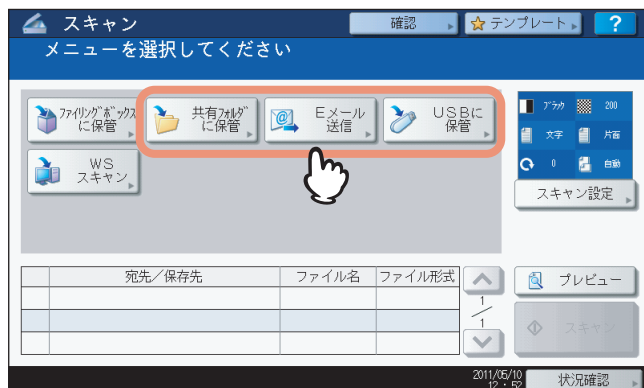 スキャン
確認
テンプレート
?
メニューを選択してください
ファイリングボックス
に保管
共有フォルダ
に保管
Eメール
送信
USBに
保管
WS
スキャン
ブラック
200
文字
片面
0
自動
スキャン設定
宛先/保存先
ファイル名
ファイル形式
1
1
プレビュー
スキャン
2011/05/10
12:52
状況確認